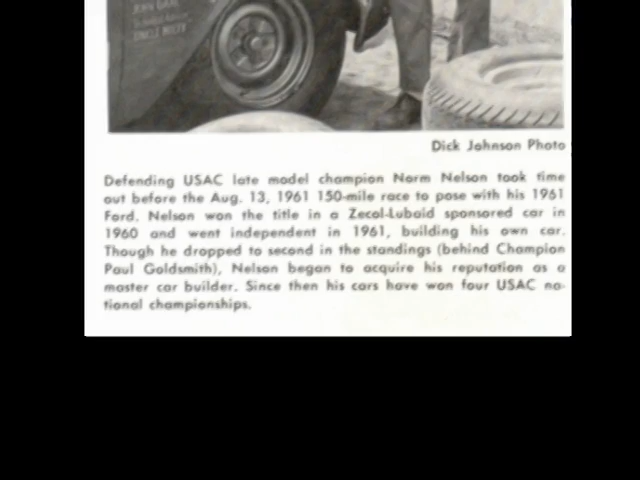 Dick Johnson Photo
Defending USAC late model champion Norm Nelson took time
out before the Aug. 13, 1961 150-mile race to pose with his 1961
Ford. Nelson won the title in a Zecol-Lubaid sponsored car in
1960 and went independent in 1961, building his own car.
Though he dropped to second in the standings (behind Champion
Paul Goldsmith), Nelson began to acquire his reputation as a
master car builder. Since then his cars have won four USAC na-
tional championships.